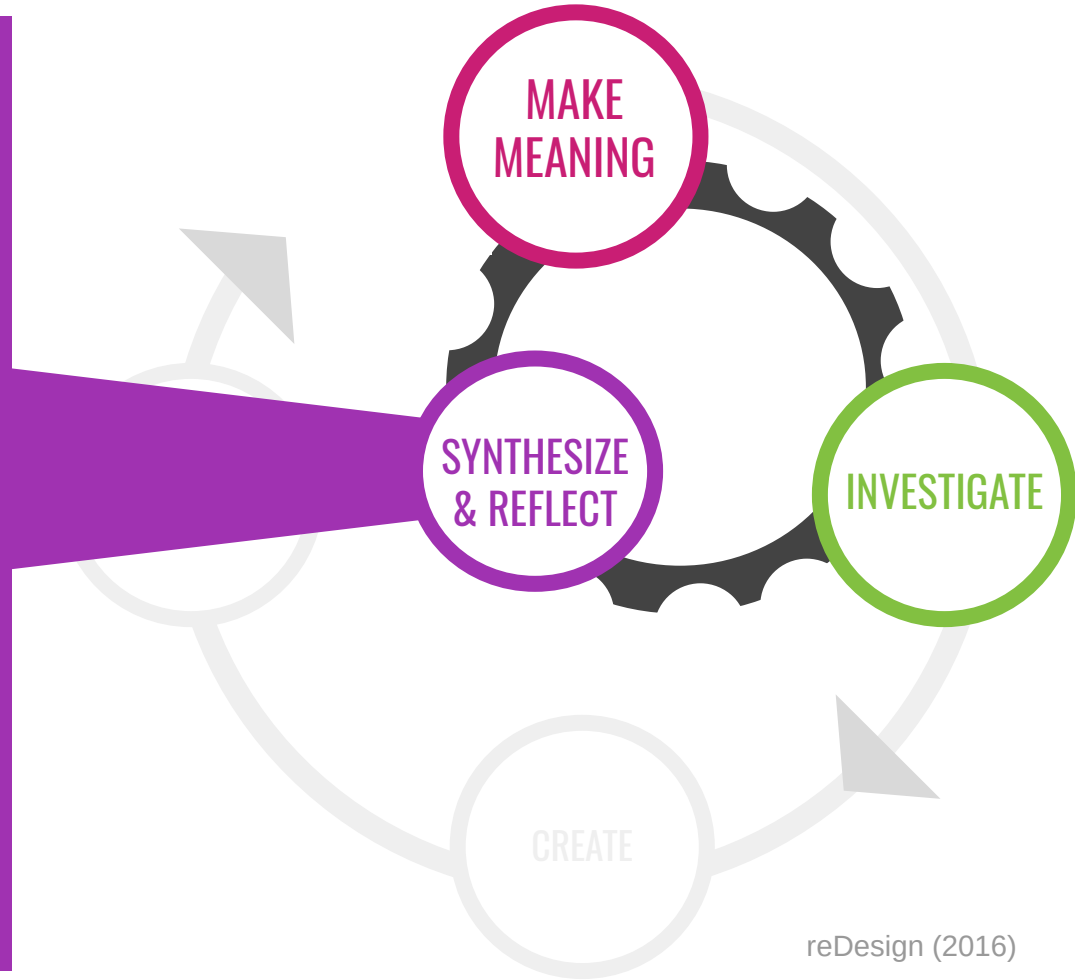 MAKE
MEANING
SYNTHESIZE
& REFLECT
INVESTIGATE
CREATE
reDesign (2016)